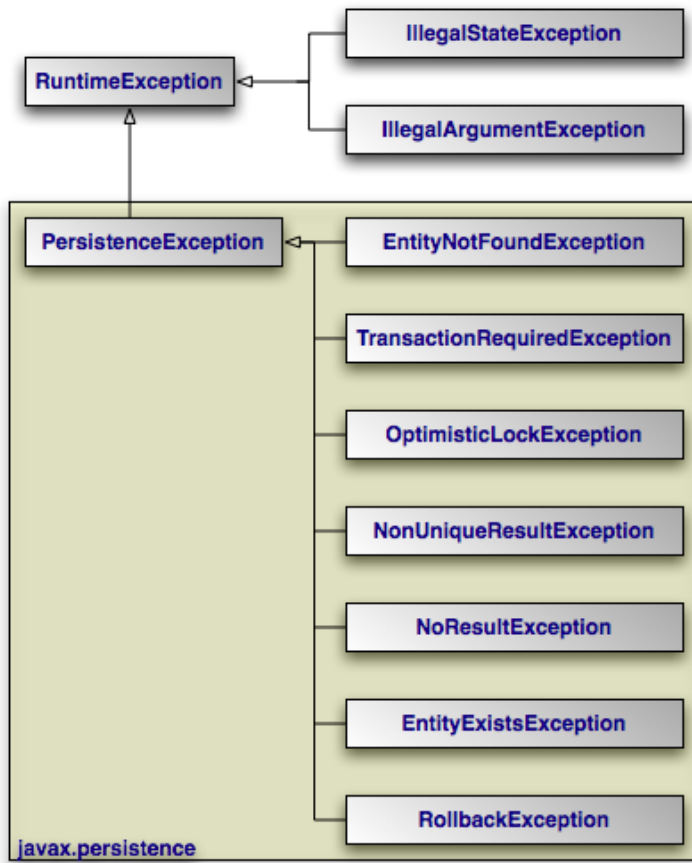 IllegalStateException
RuntimeException
IllegalArgumentException
PersistenceException
EntityNotFoundException
TransactionRequiredException
OptimisticLockException
NonUniqueResultException
NoResultException
EntityExistsException
RollbackException
javax.persistence